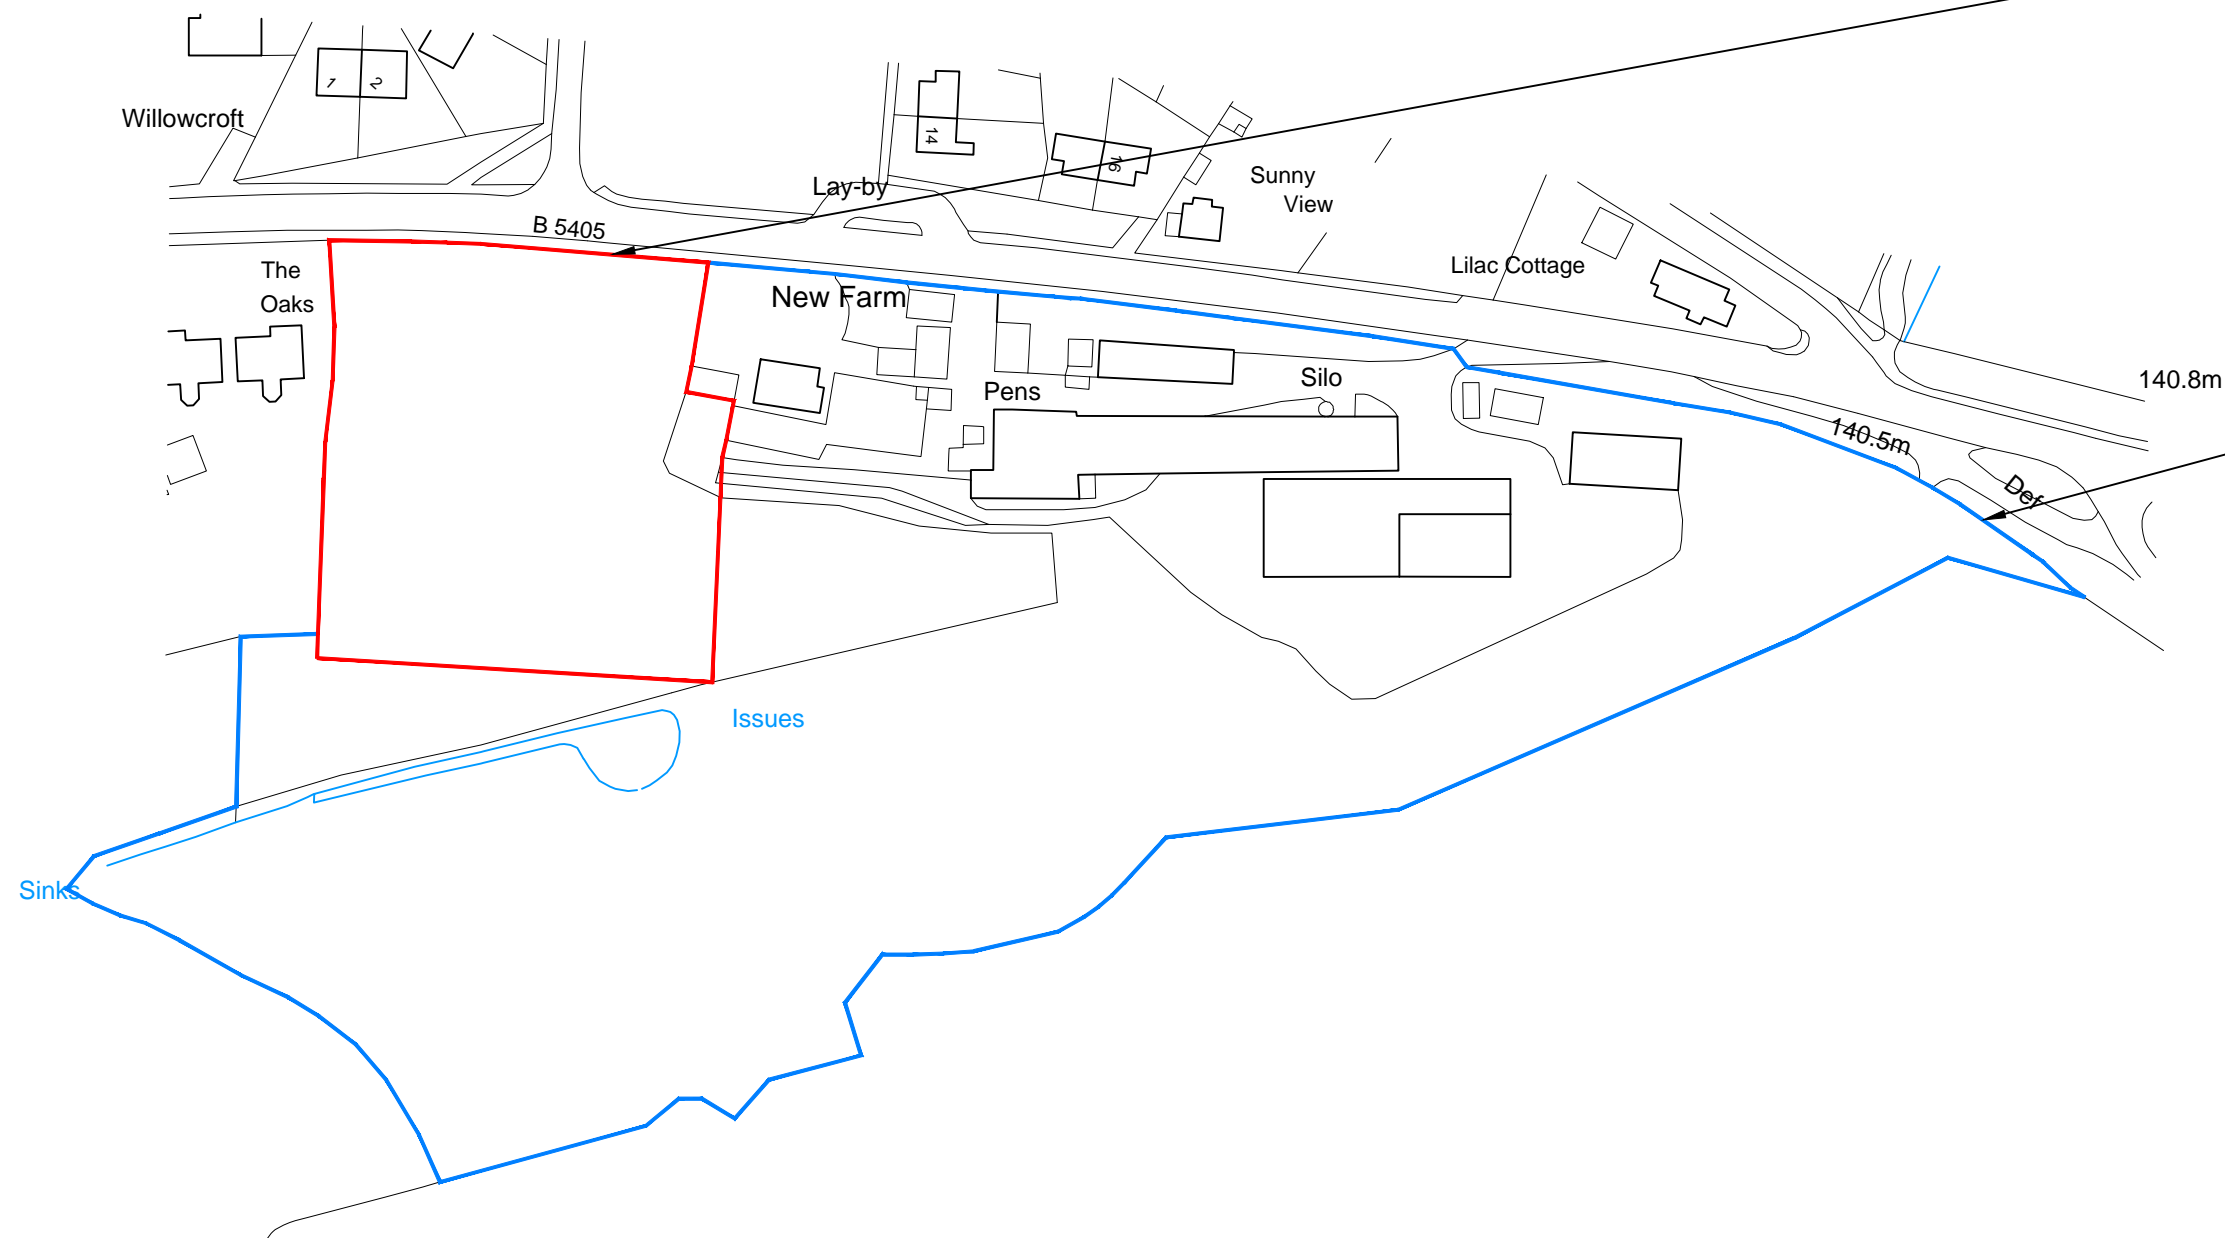 1
2
Willowcroft
14
16
Lay-by
Sunny
View
B 5405
The
Oaks
Lilac Cottage
New Farm
140.8m
Silo
Pens
140.5m
Def
Issues
Sinks